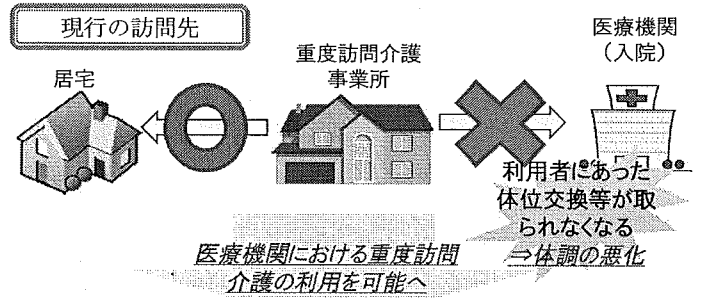 現行の訪問先
居宅
重度訪問介護
事業所
医療機関
（入院）
利用者にあった
体位交換等が取
られなくなる
⇒体調の悪化
医療機関における重度訪問
介護の利用を可能へ